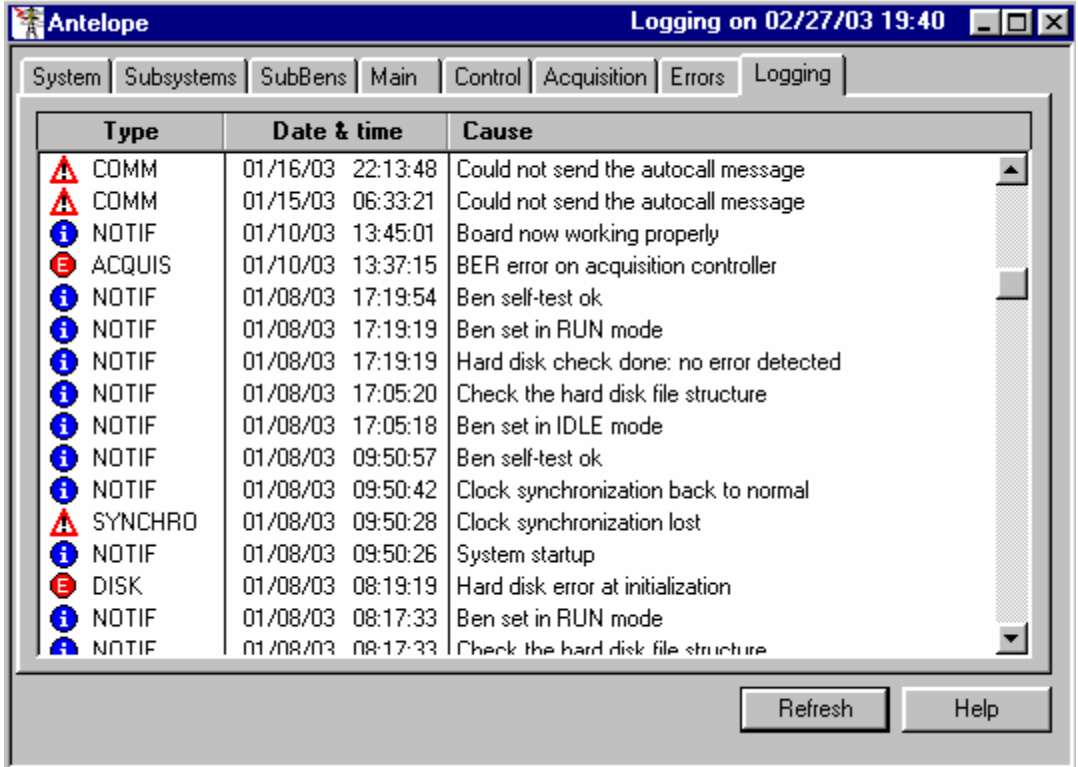 Antelope Logging on 02/27/03 19:40
System Subsystems SubBens Main Control Acquisition Errors Logging
Type Date & time Cause
COMM 01/16/03 22:13:48 Could not send the autocall message
COMM 01/15/03 06:33:21 Could not send the autocall message
NOTIF 01/10/03 13:45:01 Board now working properly
E ACQUIS 01/10/03 13:37:15 BER error on acquisition controller
NOTIF 01/08/03 17:19:54 Ben self-test ok
NOTIF 01/08/03 17:19:19 Ben set in RUN mode
NOTIF 01/08/03 17:19:19 Hard disk check done: no error detected
NOTIF 01/08/03 17:05:20 Check the hard disk file structure
NOTIF 01/08/03 17:05:18 Ben set in IDLE mode
NOTIF 01/08/03 09:50:57 Ben self-test ok
NOTIF 01/08/03 09:50:42 Clock synchronization back to normal
SYNCHRO 01/08/03 09:50:28 Clock synchronization lost
NOTIF 01/08/03 09:50:26 System startup
E DISK 01/08/03 08:19:19 Hard disk error at initialization
NOTIF 01/08/03 08:17:33 Ben set in RUN mode
NOTIF 01/08/03 08:17:33 Check the hard disk file structure
Refresh Help